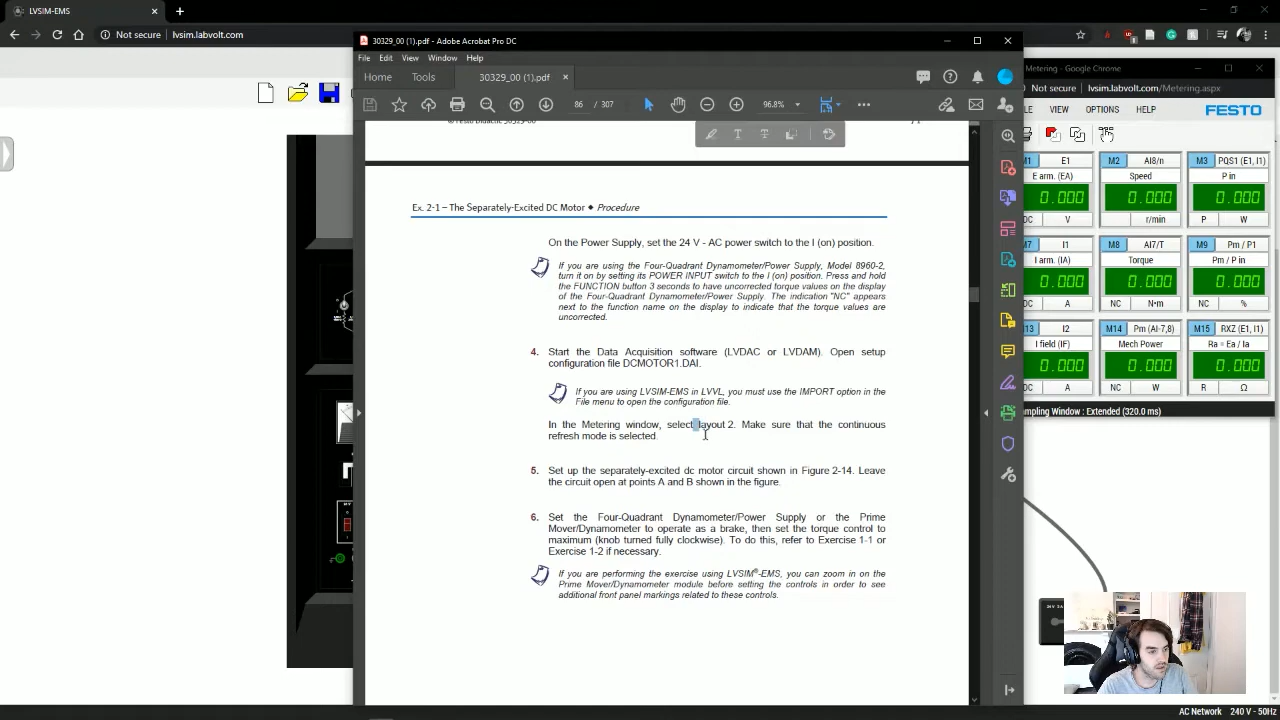 LVSIM-EMS
Not secure
lvsim.labvolt.com
30329_00 (1).pdf - Adobe Acrobat Pro DC
File Edit View Window Help
Home Tools 30329_00 (1).pdf
86 / 307
96.8%
Ex. 2-1 – The Separately-Excited DC Motor ◆ Procedure
On the Power Supply, set the 24 V - AC power switch to the I (on) position.
If you are using the Four-Quadrant Dynamometer/Power Supply, Model 8960-2,
turn it on by setting its POWER INPUT switch to the I (on) position. Press and hold
the FUNCTION button 3 seconds to have uncorrected torque values on the display
of the Four-Quadrant Dynamometer/Power Supply. The indication "NC" appears
next to the function name on the display to indicate that the torque values are
uncorrected.
4. Start the Data Acquisition software (LVDAC or LVDAM). Open setup
configuration file DCMOTOR1.DAI.
If you are using LVSIM-EMS in LVVL, you must use the IMPORT option in the
File menu to open the configuration file.
In the Metering window, select layout 2. Make sure that the continuous
refresh mode is selected.
5. Set up the separately-excited dc motor circuit shown in Figure 2-14. Leave
the circuit open at points A and B shown in the figure.
6. Set the Four-Quadrant Dynamometer/Power Supply or the Prime
Mover/Dynamometer to operate as a brake, then set the torque control to
maximum (knob turned fully clockwise). To do this, refer to Exercise 1-1 or
Exercise 1-2 if necessary.
If you are performing the exercise using LVSIM®-EMS, you can zoom in on the
Prime Mover/Dynamometer module before setting the controls in order to see
additional front panel markings related to these controls.
Metering - Google Chrome
Not secure lvsim.labvolt.com/Metering.aspx
VIEW OPTIONS HELP
FESTO
E1 M2 AI8/n M3 PQS1 (E1, I1)
E arm. (EA) Speed P in
0.000 0.000 0.000
DC V r/min P W
I1 M8 AI7/T M9 Pm / P1
I arm. (IA) Torque Pm / P in
0.000 0.000 0.000
DC A NC N•m NC %
I2 M14 Pm (AI-7,8) M15 RXZ (E1, I1)
I field (IF) Mech Power Ra = Ea / Ia
0.000 0.000 0.000
DC A NC W R Ω
mpling Window : Extended (320.0 ms)
AC Network 240 V - 50Hz